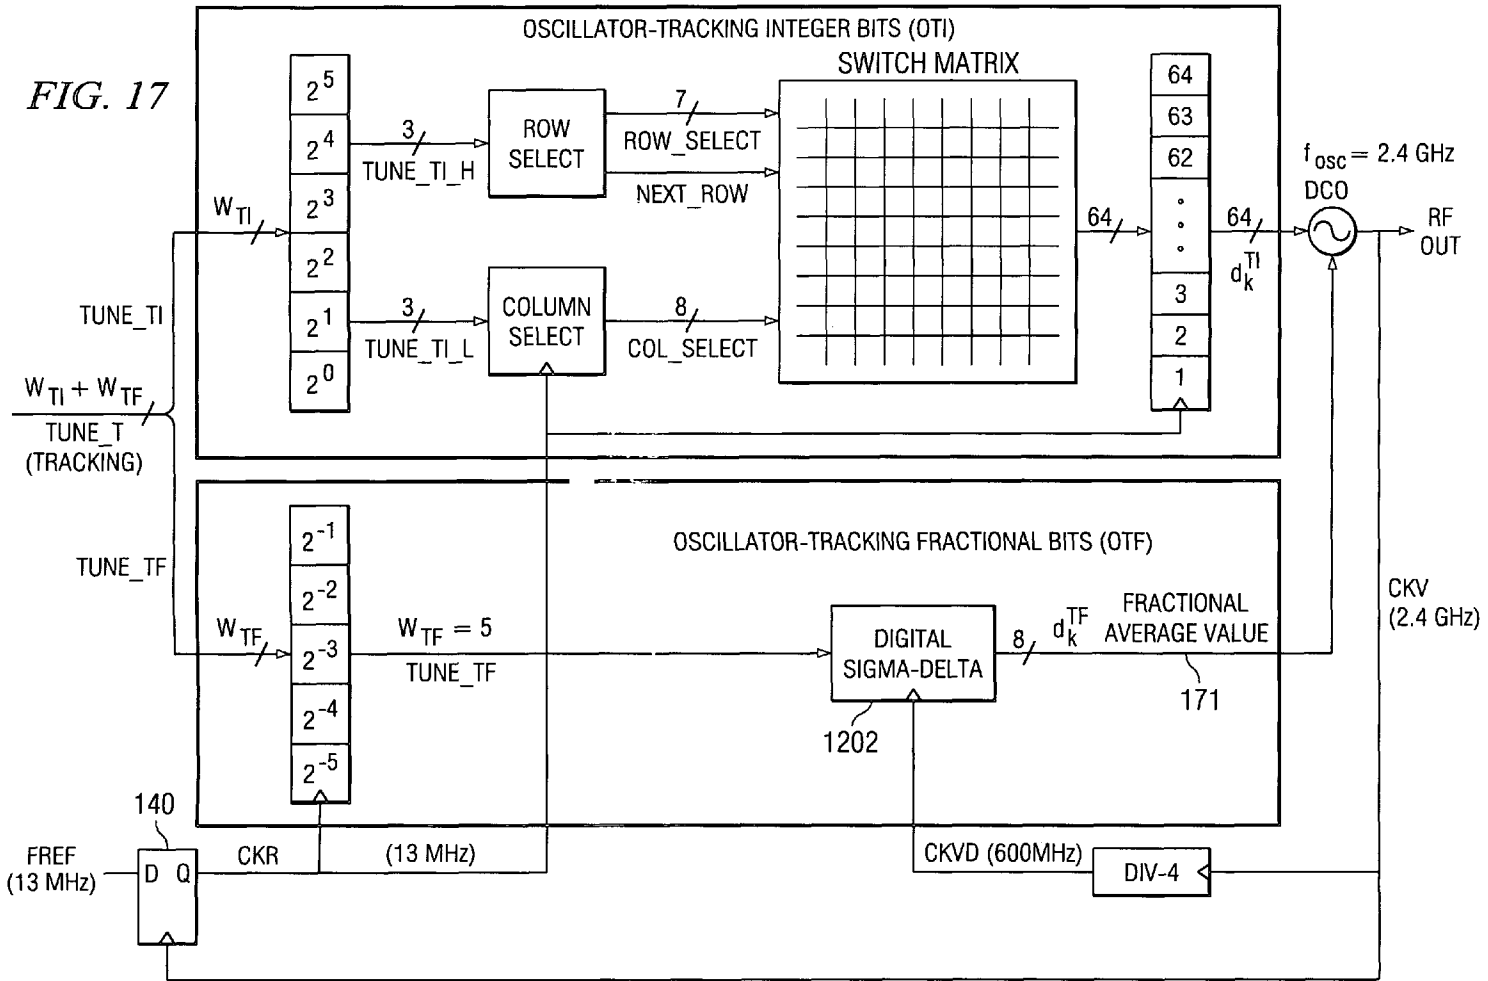 FIG. 17
OSCILLATOR-TRACKING INTEGER BITS (OTI)
SWITCH MATRIX
2^5
2^4
2^3
2^2
2^1
2^0
W_TI
3
TUNE_TI_H
ROW
SELECT
7
ROW_SELECT
NEXT_ROW
3
TUNE_TI_L
COLUMN
SELECT
8
COL_SELECT
64
64
63
62
3
2
1
64
d_k^TI
f_osc = 2.4 GHz
DCO
RF
OUT
TUNE_TI
W_TI + W_TF
TUNE_T
(TRACKING)
TUNE_TF
OSCILLATOR-TRACKING FRACTIONAL BITS (OTF)
2^-1
2^-2
2^-3
2^-4
2^-5
W_TF
W_TF = 5
TUNE_TF
DIGITAL
SIGMA-DELTA
1202
8
d_k^TF
FRACTIONAL
AVERAGE VALUE
171
CKV
(2.4 GHz)
140
FREF
(13 MHz)
D Q
CKR
(13 MHz)
CKVD (600MHz)
DIV-4